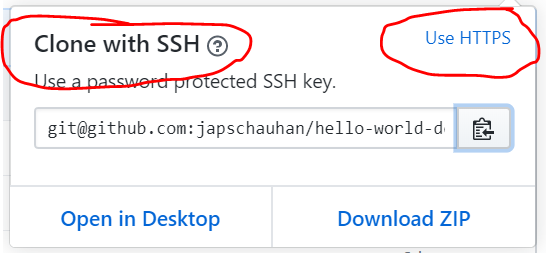 Clone with SSH ?
Use HTTPS
Use a password protected SSH key.
git@github.com:japschauhan/hello-world-d
Open in Desktop
Download ZIP